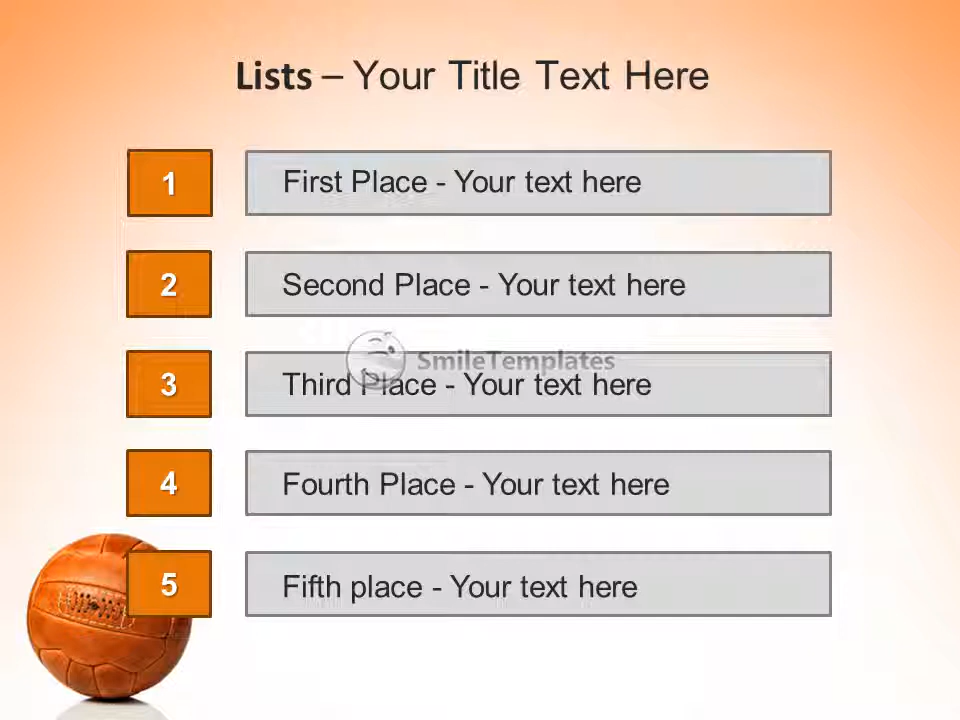 Lists – Your Title Text Here
1 First Place - Your text here
2 Second Place - Your text here
SmileTemplates
3 Third Place - Your text here
4 Fourth Place - Your text here
5 Fifth place - Your text here